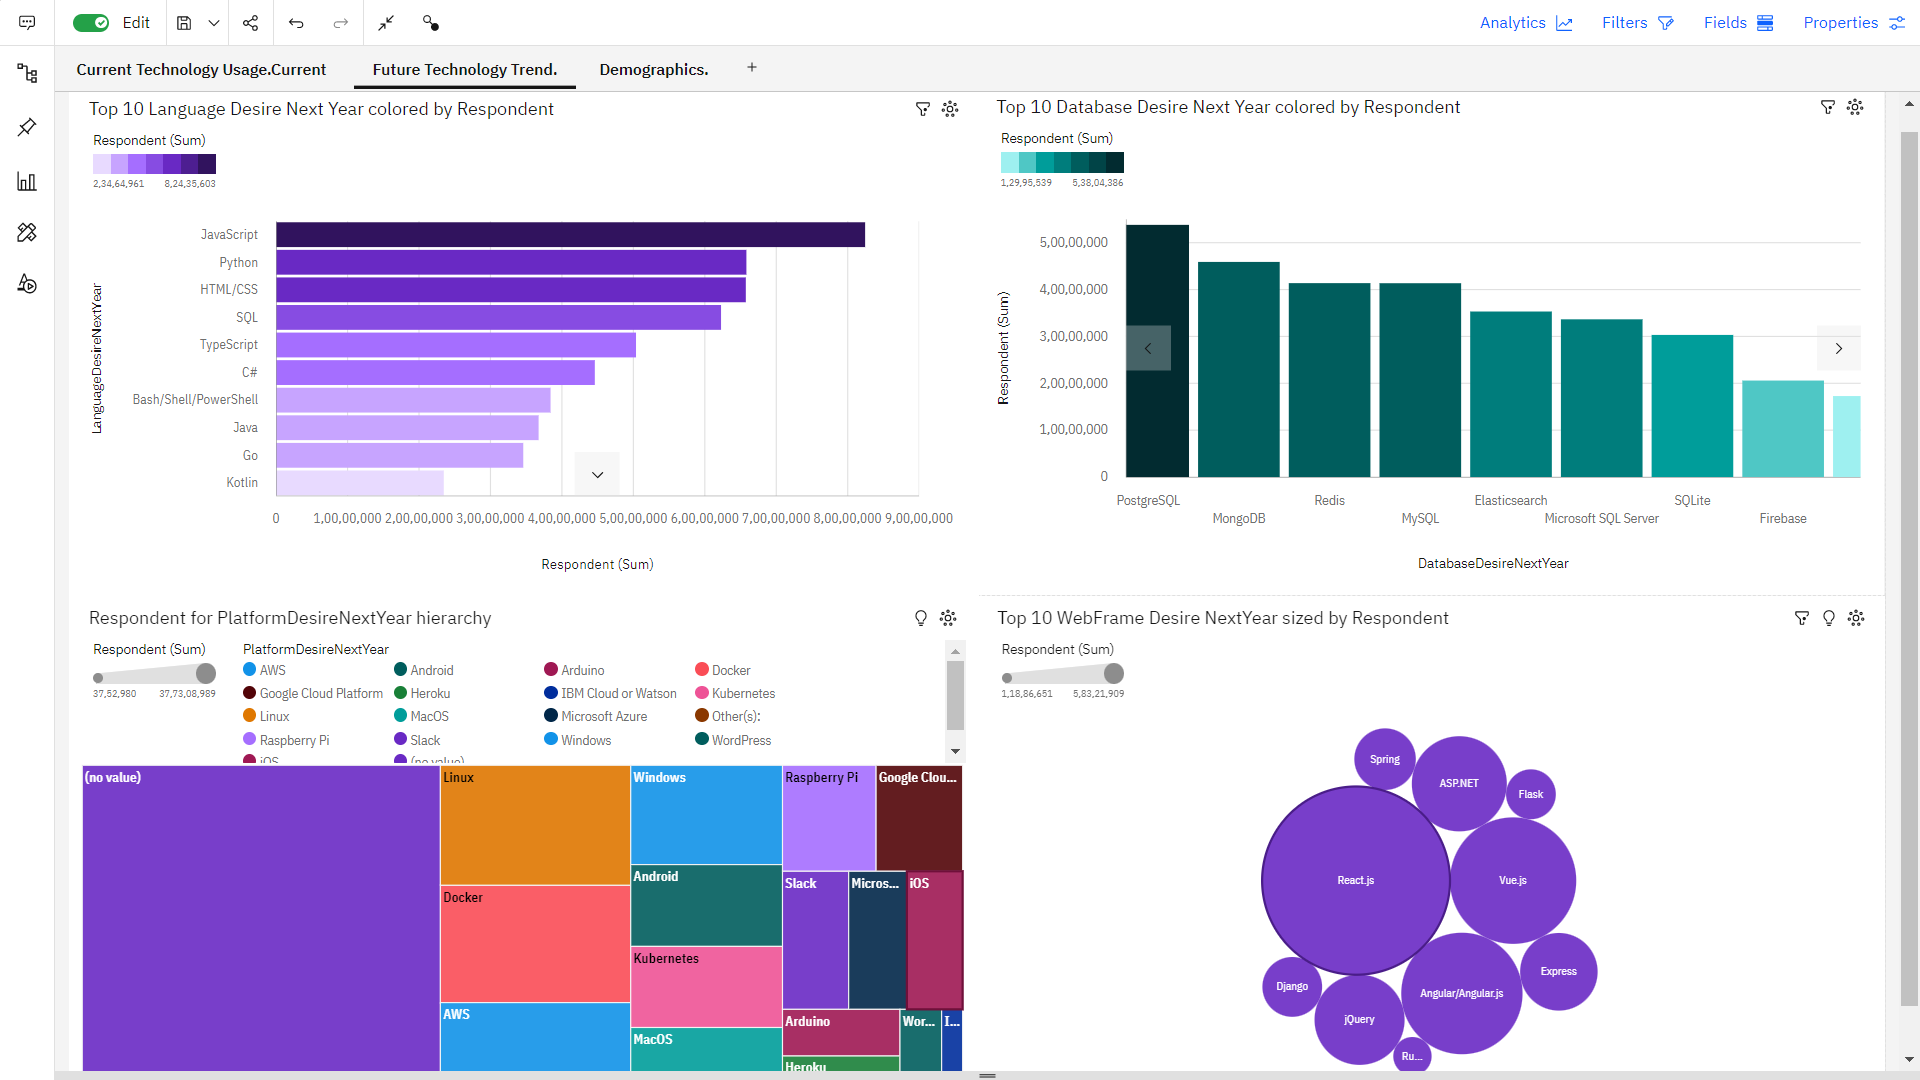 Edit
Analytics
Filters
Fields
Properties
Current Technology Usage.Current
Future Technology Trend.
Demographics.
+
Top 10 Language Desire Next Year colored by Respondent
Respondent (Sum)
2,34,64,961 8,24,35,603
LanguageDesireNextYear
JavaScript
Python
HTML/CSS
SQL
TypeScript
C#
Bash/Shell/PowerShell
Java
Go
Kotlin
0 1,00,00,000 2,00,00,000 3,00,00,000 4,00,00,000 5,00,00,000 6,00,00,000 7,00,00,000 8,00,00,000 9,00,00,000
Respondent (Sum)
Top 10 Database Desire Next Year colored by Respondent
Respondent (Sum)
1,29,95,539 5,38,04,386
Respondent (Sum)
5,00,00,000
4,00,00,000
3,00,00,000
2,00,00,000
1,00,00,000
0
PostgreSQL Redis Elasticsearch SQLite
MongoDB MySQL Microsoft SQL Server Firebase
DatabaseDesireNextYear
Respondent for PlatformDesireNextYear hierarchy
Respondent (Sum)
37,52,980 37,73,08,989
PlatformDesireNextYear
AWS Android Arduino Docker
Google Cloud Platform Heroku IBM Cloud or Watson Kubernetes
Linux MacOS Microsoft Azure Other(s):
Raspberry Pi Slack Windows WordPress
iOS (no value)
(no value)
Linux
Docker
AWS
Windows
Android
Kubernetes
MacOS
Raspberry Pi
Google Clou...
Slack
Micros...
iOS
Arduino
Wor...
I...
Heroku
Top 10 WebFrame Desire NextYear sized by Respondent
Respondent (Sum)
1,18,86,651 5,83,21,909
Spring
ASP.NET
Flask
React.js
Vue.js
Express
Django
Angular/Angular.js
jQuery
Ru...